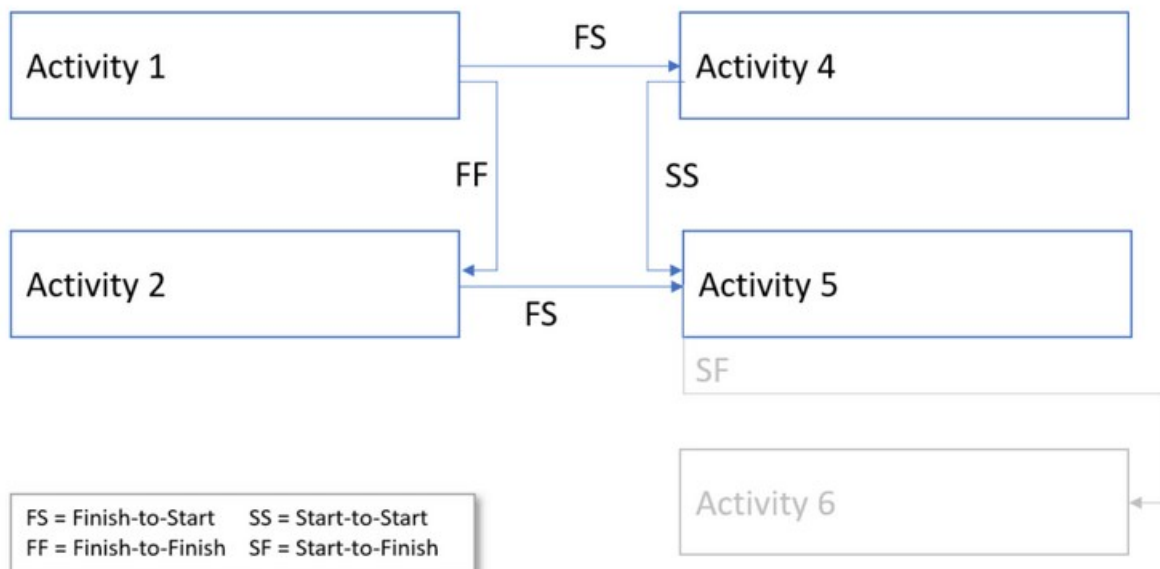 FS
Activity 1
Activity 4
FF
SS
Activity 2
Activity 5
FS
SF
Activity 6
FS = Finish-to-Start SS = Start-to-Start
FF = Finish-to-Finish SF = Start-to-Finish